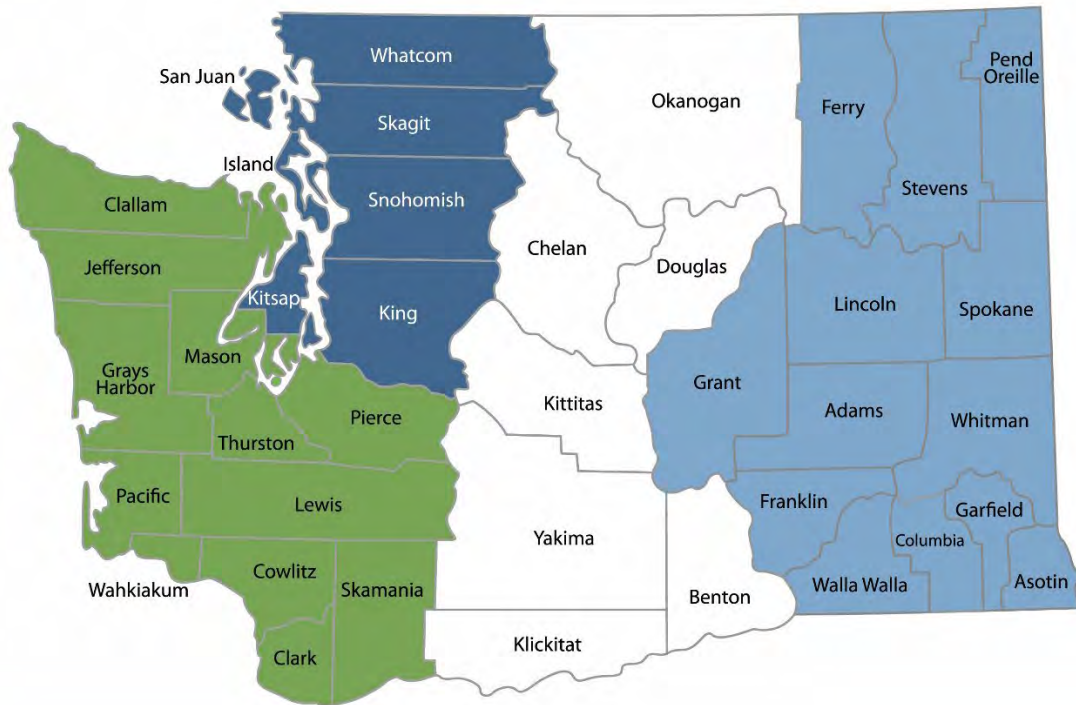 Whatcom
San Juan
Pend
Oreille
Okanogan
Ferry
Skagit
Island
Stevens
Snohomish
Clallam
Chelan
Jefferson
Douglas
Kitsap
King
Lincoln
Spokane
Mason
Grays
Harbor
Grant
Kittitas
Adams
Pierce
Whitman
Thurston
Pacific
Lewis
Franklin
Garfield
Yakima
Columbia
Cowlitz
Wahkiakum
Skamania
Walla Walla
Asotin
Benton
Klickitat
Clark